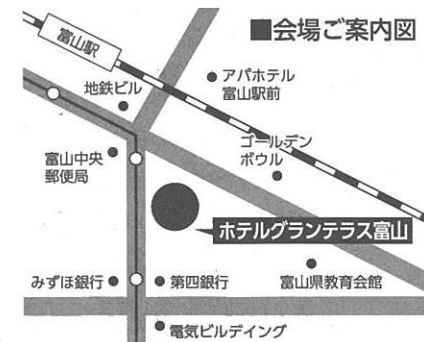 ■会場ご案内図
富山駅
アパホテル
富山駅前
地鉄ビル
ゴールデン
ボウル
富山中央
郵便局
ホテルグランテラス富山
みずほ銀行
第四銀行
富山県教育会館
電気ビルデイング